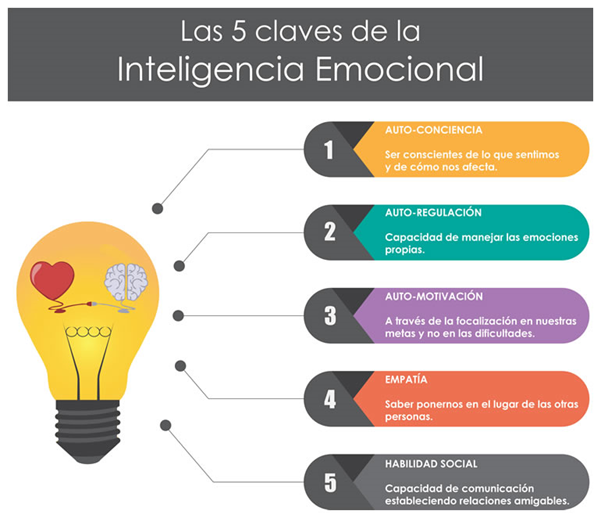 Las 5 claves de la
Inteligencia Emocional
1
AUTO-CONCIENCIA
Ser conscientes de lo que sentimos
y de cómo nos afecta.
2
AUTO-REGULACIÓN
Capacidad de manejar las emociones
propias.
3
AUTO-MOTIVACIÓN
A través de la focalización en nuestras
metas y no en las dificultades.
4
EMPATÍA
Saber ponernos en el lugar de las otras
personas.
5
HABILIDAD SOCIAL
Capacidad de comunicación
estableciendo relaciones amigables.